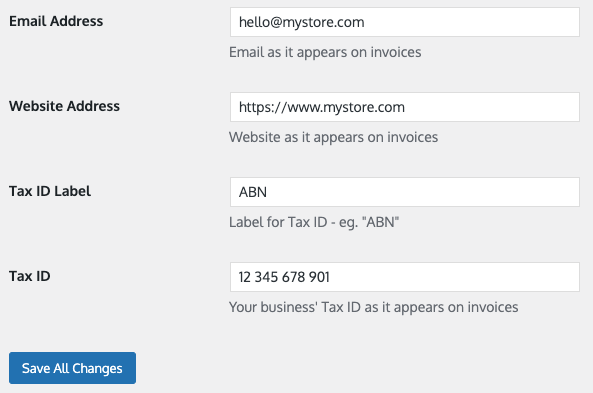 Email Address
hello@mystore.com
Email as it appears on invoices
Website Address
https://www.mystore.com
Website as it appears on invoices
Tax ID Label
ABN
Label for Tax ID - eg. "ABN"
Tax ID
12 345 678 901
Your business' Tax ID as it appears on invoices
Save All Changes